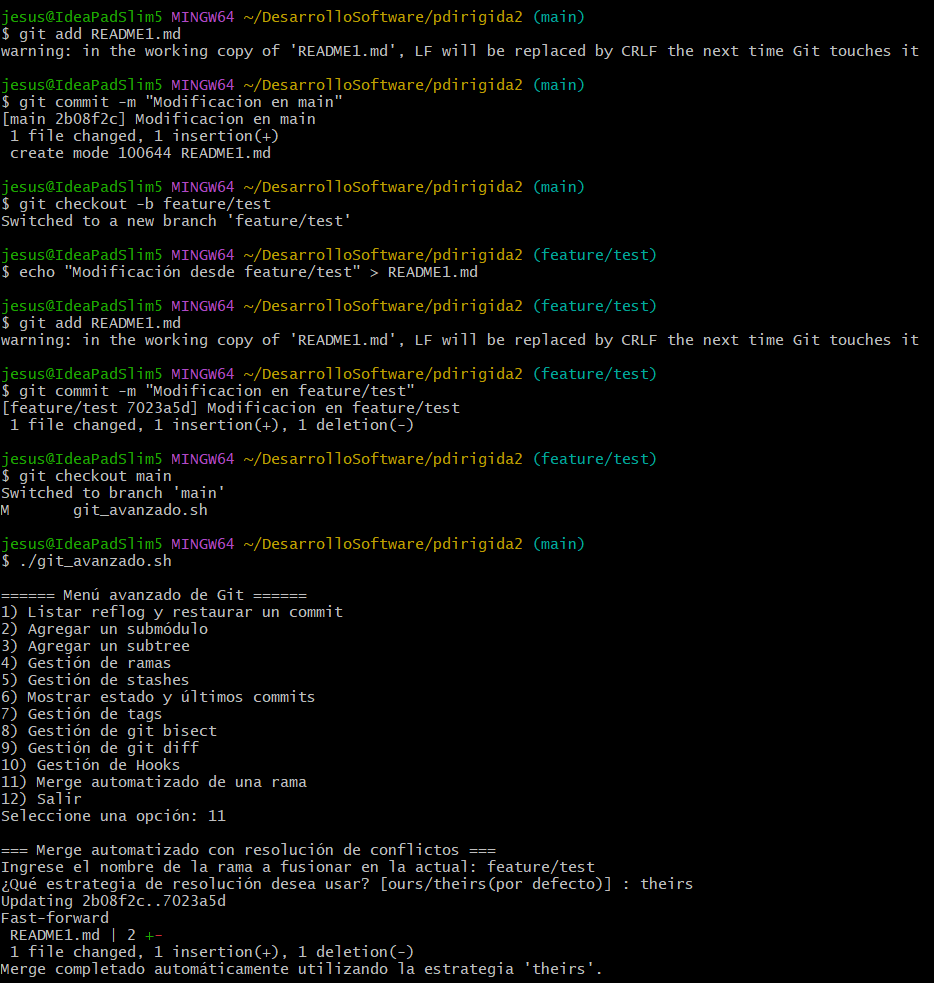 jesus@IdeaPadSlim5 MINGW64 ~/DesarrolloSoftware/pdirigida2 (main)
$ git add README1.md
warning: in the working copy of 'README1.md', LF will be replaced by CRLF the next time Git touches it

jesus@IdeaPadSlim5 MINGW64 ~/DesarrolloSoftware/pdirigida2 (main)
$ git commit -m "Modificacion en main"
[main 2b08f2c] Modificacion en main
 1 file changed, 1 insertion(+)
 create mode 100644 README1.md

jesus@IdeaPadSlim5 MINGW64 ~/DesarrolloSoftware/pdirigida2 (main)
$ git checkout -b feature/test
Switched to a new branch 'feature/test'

jesus@IdeaPadSlim5 MINGW64 ~/DesarrolloSoftware/pdirigida2 (feature/test)
$ echo "Modificación desde feature/test" > README1.md

jesus@IdeaPadSlim5 MINGW64 ~/DesarrolloSoftware/pdirigida2 (feature/test)
$ git add README1.md
warning: in the working copy of 'README1.md', LF will be replaced by CRLF the next time Git touches it

jesus@IdeaPadSlim5 MINGW64 ~/DesarrolloSoftware/pdirigida2 (feature/test)
$ git commit -m "Modificacion en feature/test"
[feature/test 7023a5d] Modificacion en feature/test
 1 file changed, 1 insertion(+), 1 deletion(-)

jesus@IdeaPadSlim5 MINGW64 ~/DesarrolloSoftware/pdirigida2 (feature/test)
$ git checkout main
Switched to branch 'main'
M       git_avanzado.sh

jesus@IdeaPadSlim5 MINGW64 ~/DesarrolloSoftware/pdirigida2 (main)
$ ./git_avanzado.sh

====== Menú avanzado de Git ======
1) Listar reflog y restaurar un commit
2) Agregar un submódulo
3) Agregar un subtree
4) Gestión de ramas
5) Gestión de stashes
6) Mostrar estado y últimos commits
7) Gestión de tags
8) Gestión de git bisect
9) Gestión de git diff
10) Gestión de Hooks
11) Merge automatizado de una rama
12) Salir
Seleccione una opción: 11

=== Merge automatizado con resolución de conflictos ===
Ingrese el nombre de la rama a fusionar en la actual: feature/test
¿Qué estrategia de resolución desea usar? [ours/theirs(por defecto)] : theirs
Updating 2b08f2c..7023a5d
Fast-forward
 README1.md | 2 +-
 1 file changed, 1 insertion(+), 1 deletion(-)
Merge completado automáticamente utilizando la estrategia 'theirs'.